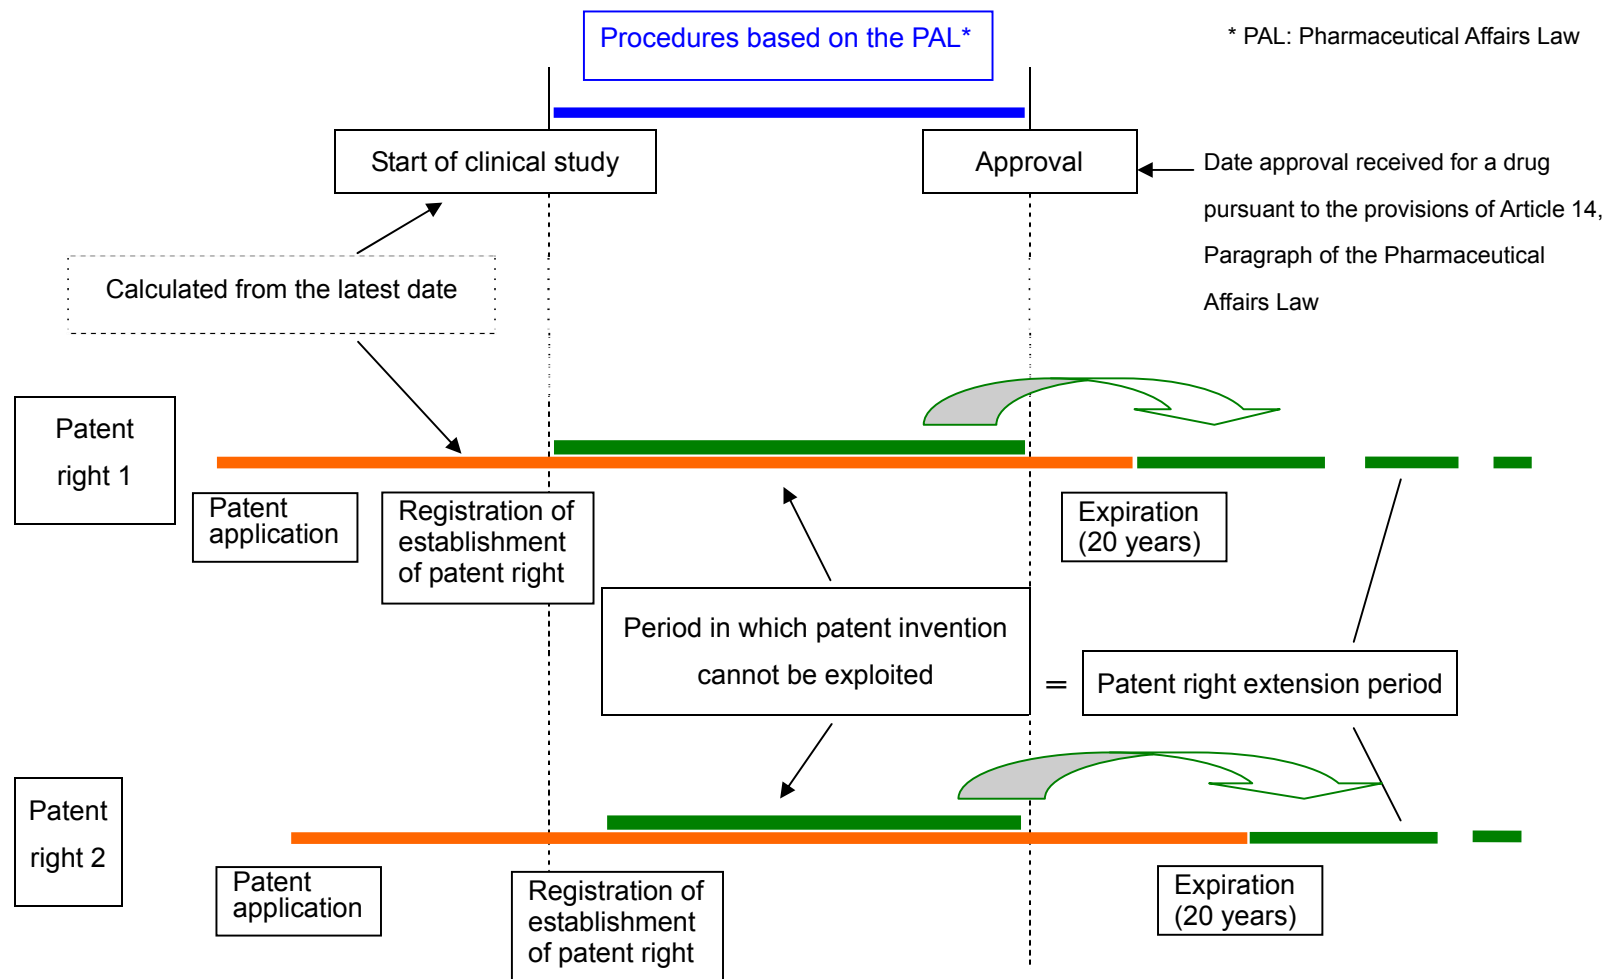 Procedures based on the PAL*
* PAL: Pharmaceutical Affairs Law
Start of clinical study
Approval
Date approval received for a drug
pursuant to the provisions of Article 14,
Paragraph of the Pharmaceutical
Affairs Law
Calculated from the latest date
Patent
right 1
Patent
application
Registration of
establishment
of patent right
Expiration
(20 years)
Period in which patent invention
cannot be exploited
=
Patent right extension period
Patent
right 2
Patent
application
Registration of
establishment
of patent right
Expiration
(20 years)